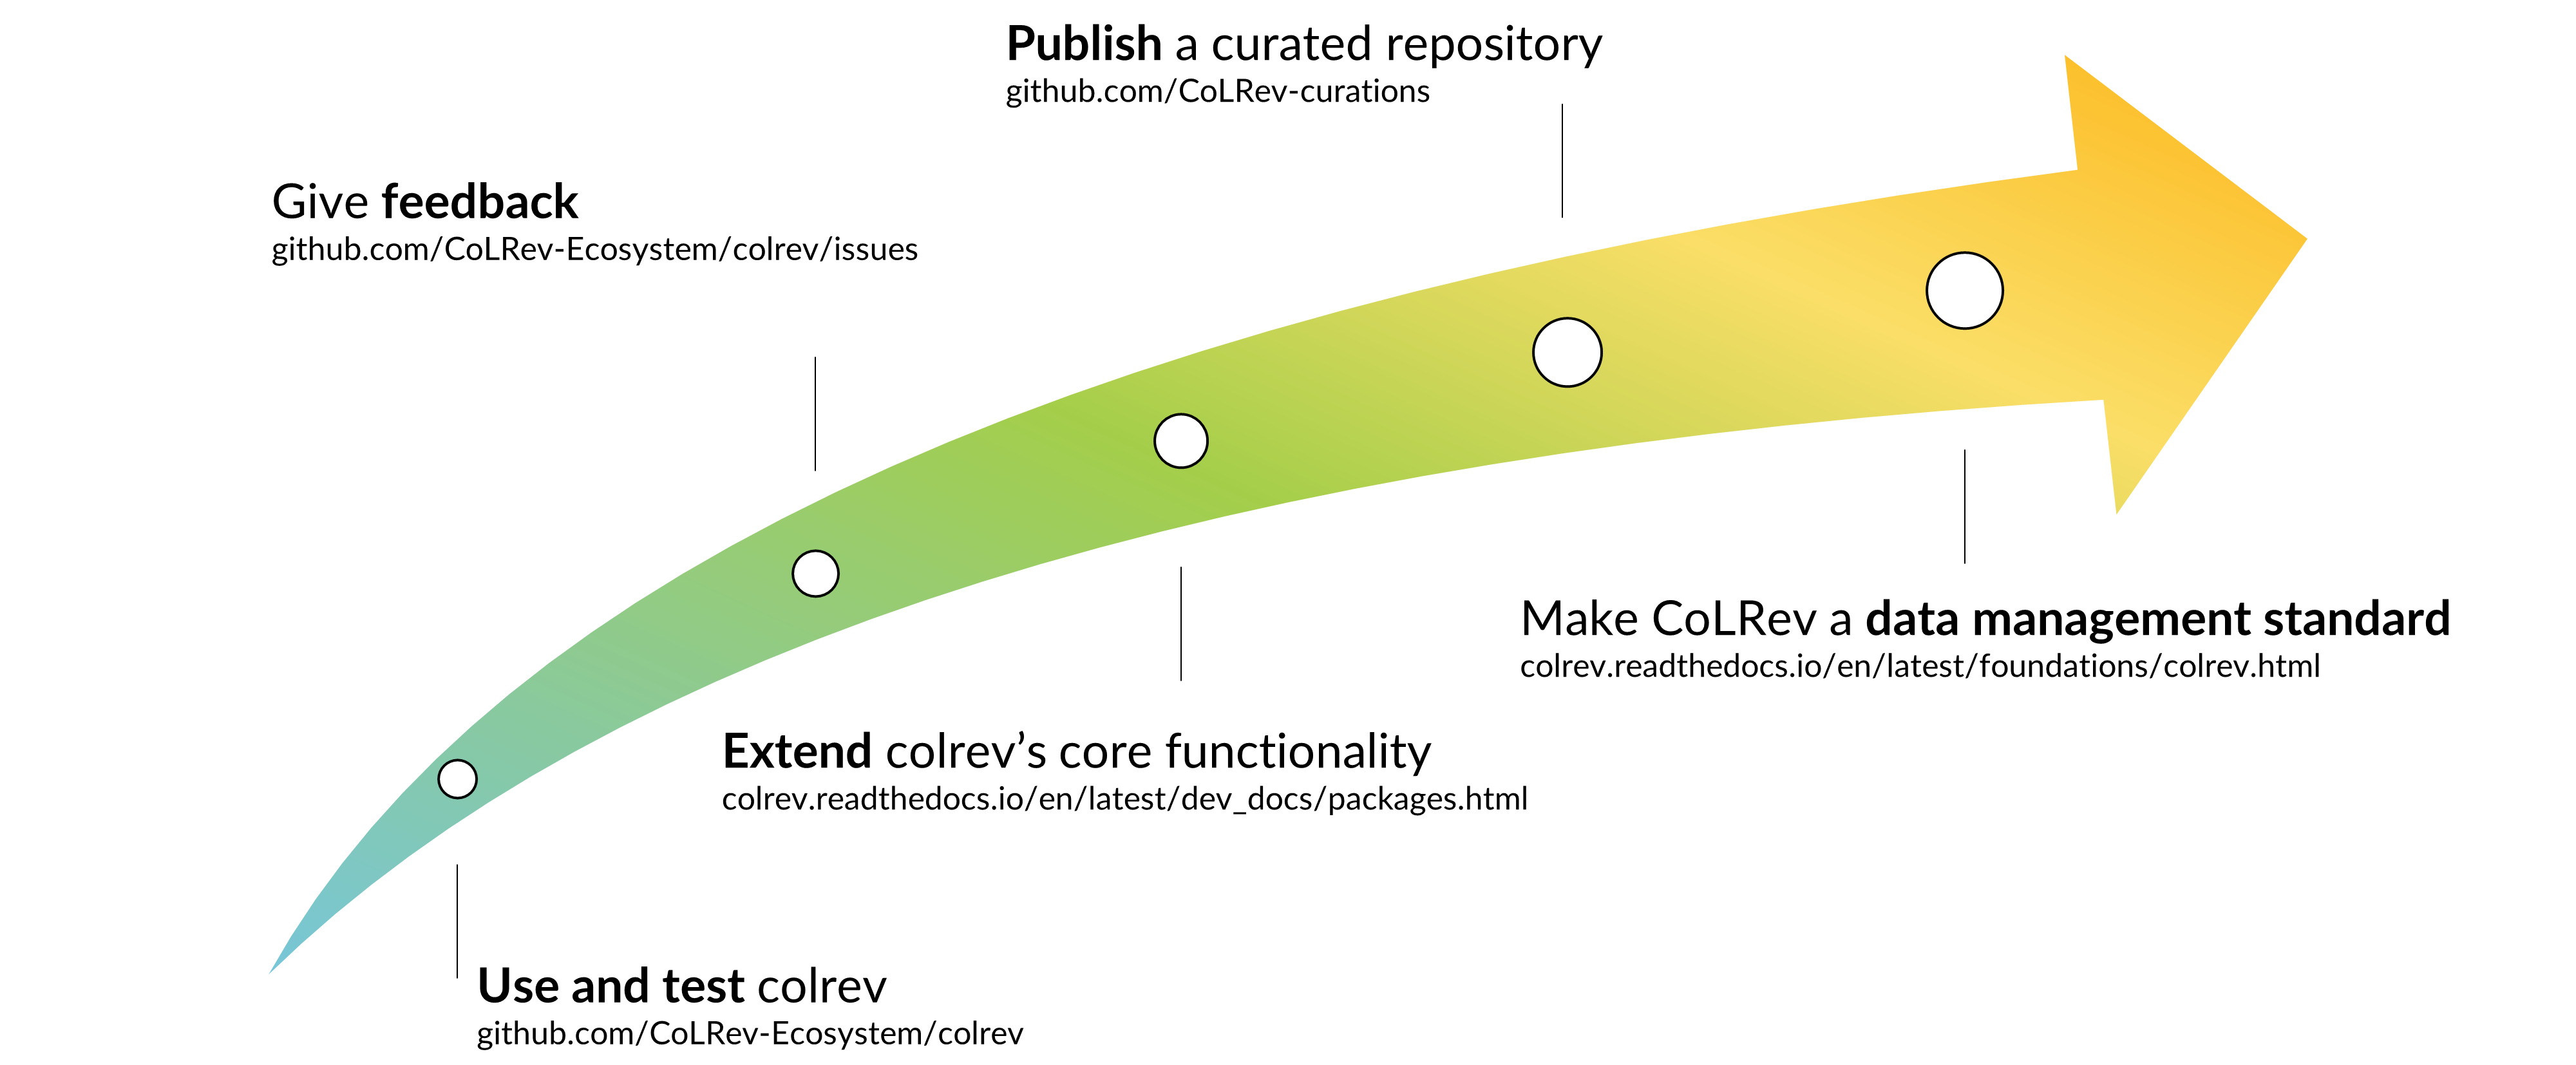 Publish a curated repository
github.com/CoLRev-curations
Give feedback
github.com/CoLRev-Ecosystem/colrev/issues
Make CoLRev a data management standard
colrev.readthedocs.io/en/latest/foundations/colrev.html
Extend colrev’s core functionality
colrev.readthedocs.io/en/latest/dev_docs/packages.html
Use and test colrev
github.com/CoLRev-Ecosystem/colrev